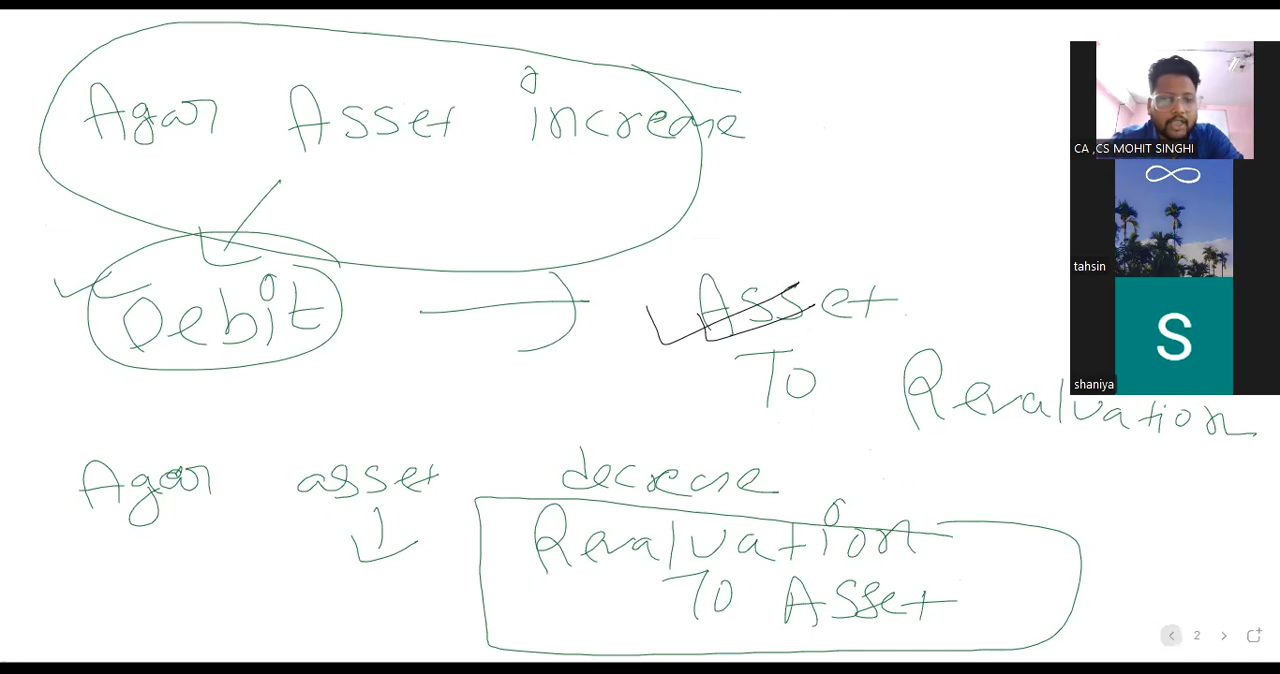 Agar Asset increase
Debit → Asset
To Revaluation
Agar asset decrease
Revaluation
To Asset
CA ,CS MOHIT SINGHI
tahsin
S
shaniya
2